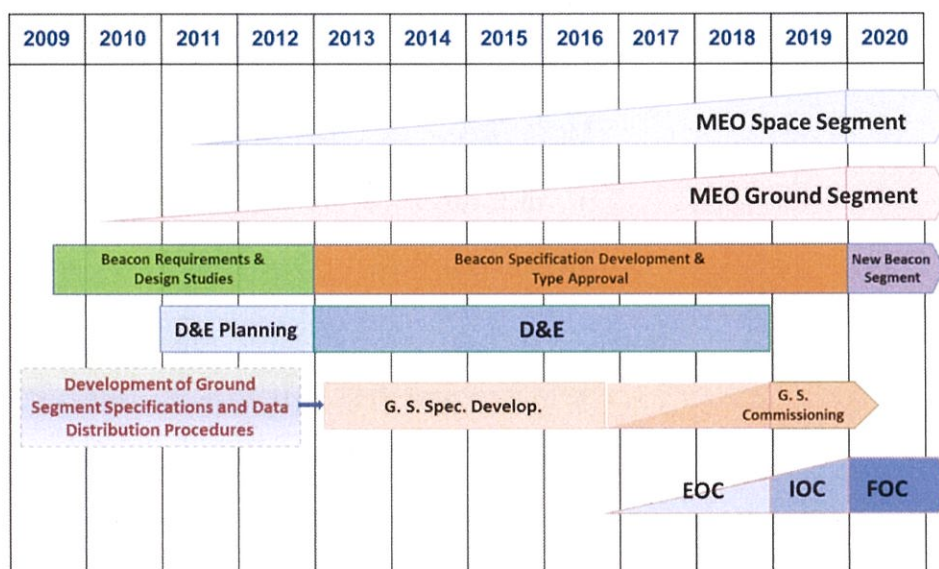 2009 2010 2011 2012 2013 2014 2015 2016 2017 2018 2019 2020
MEO Space Segment
MEO Ground Segment
Beacon Requirements &
Design Studies
Beacon Specification Development &
Type Approval
New Beacon
Segment
D&E Planning
D&E
Development of Ground
Segment Specifications and Data
Distribution Procedures
G. S. Spec. Develop.
G. S.
Commissioning
EOC
IOC
FOC